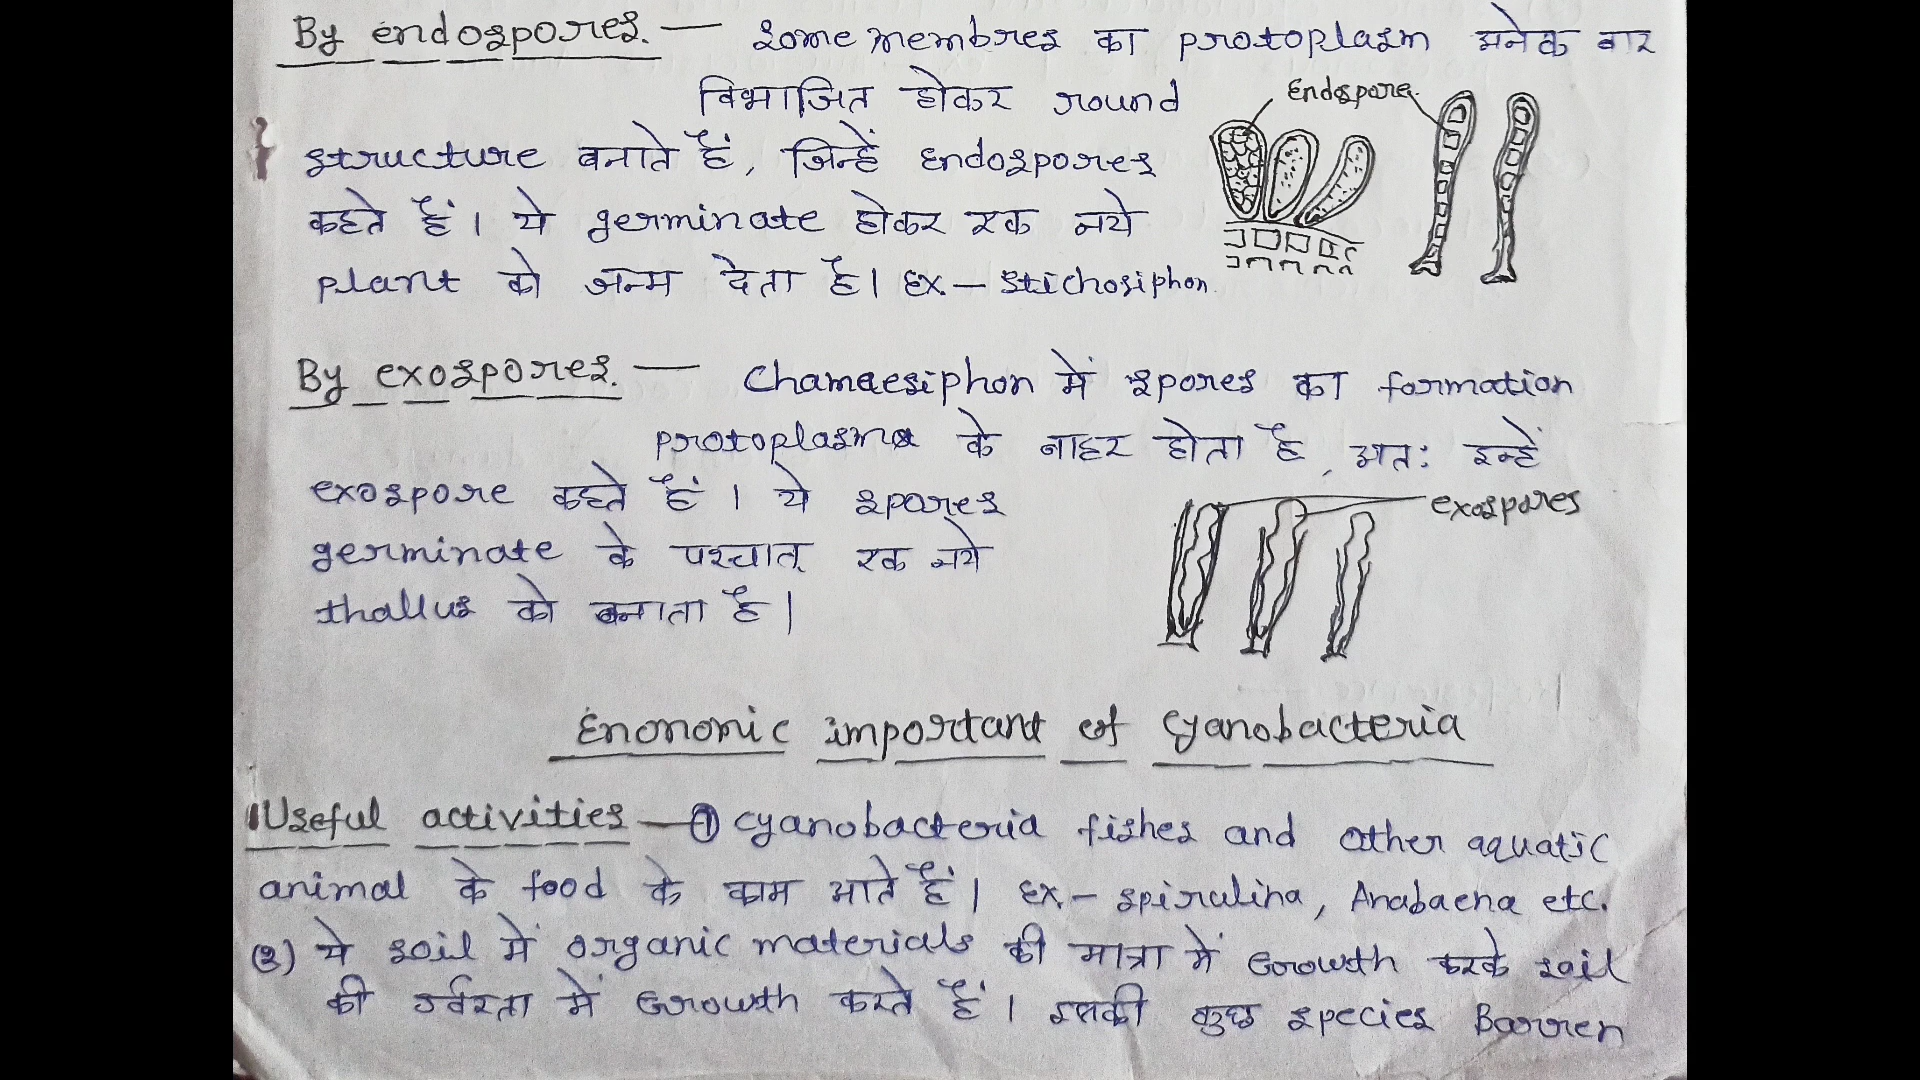 By endospores. — Some membres का protoplasm अनेक बार
विभाजित होकर round
Endospore
structure बनाते हैं, जिन्हें Endospores
कहते हैं। ये germinate होकर एक नये
plant को जन्म देता है। Ex.— Stichosiphon.
By exospores. — Chamaesiphon में spores का formation
protoplasma के बाहर होता है, अतः इन्हें
exospore कहते हैं । ये spores
exospores
germinate के पश्चात् एक नये
thallus को बनाता है।
Enonomic important of Cyanobacteria
Useful activities — ① Cyanobacteria fishes and other aquatic
animal के food के काम आते हैं। Ex.- spirulina, Anabaena etc.
(2) ये soil में organic materials की मात्रा में Growth करके soil
की उर्वरता में Growth करते हैं । इसकी कुछ species Barren